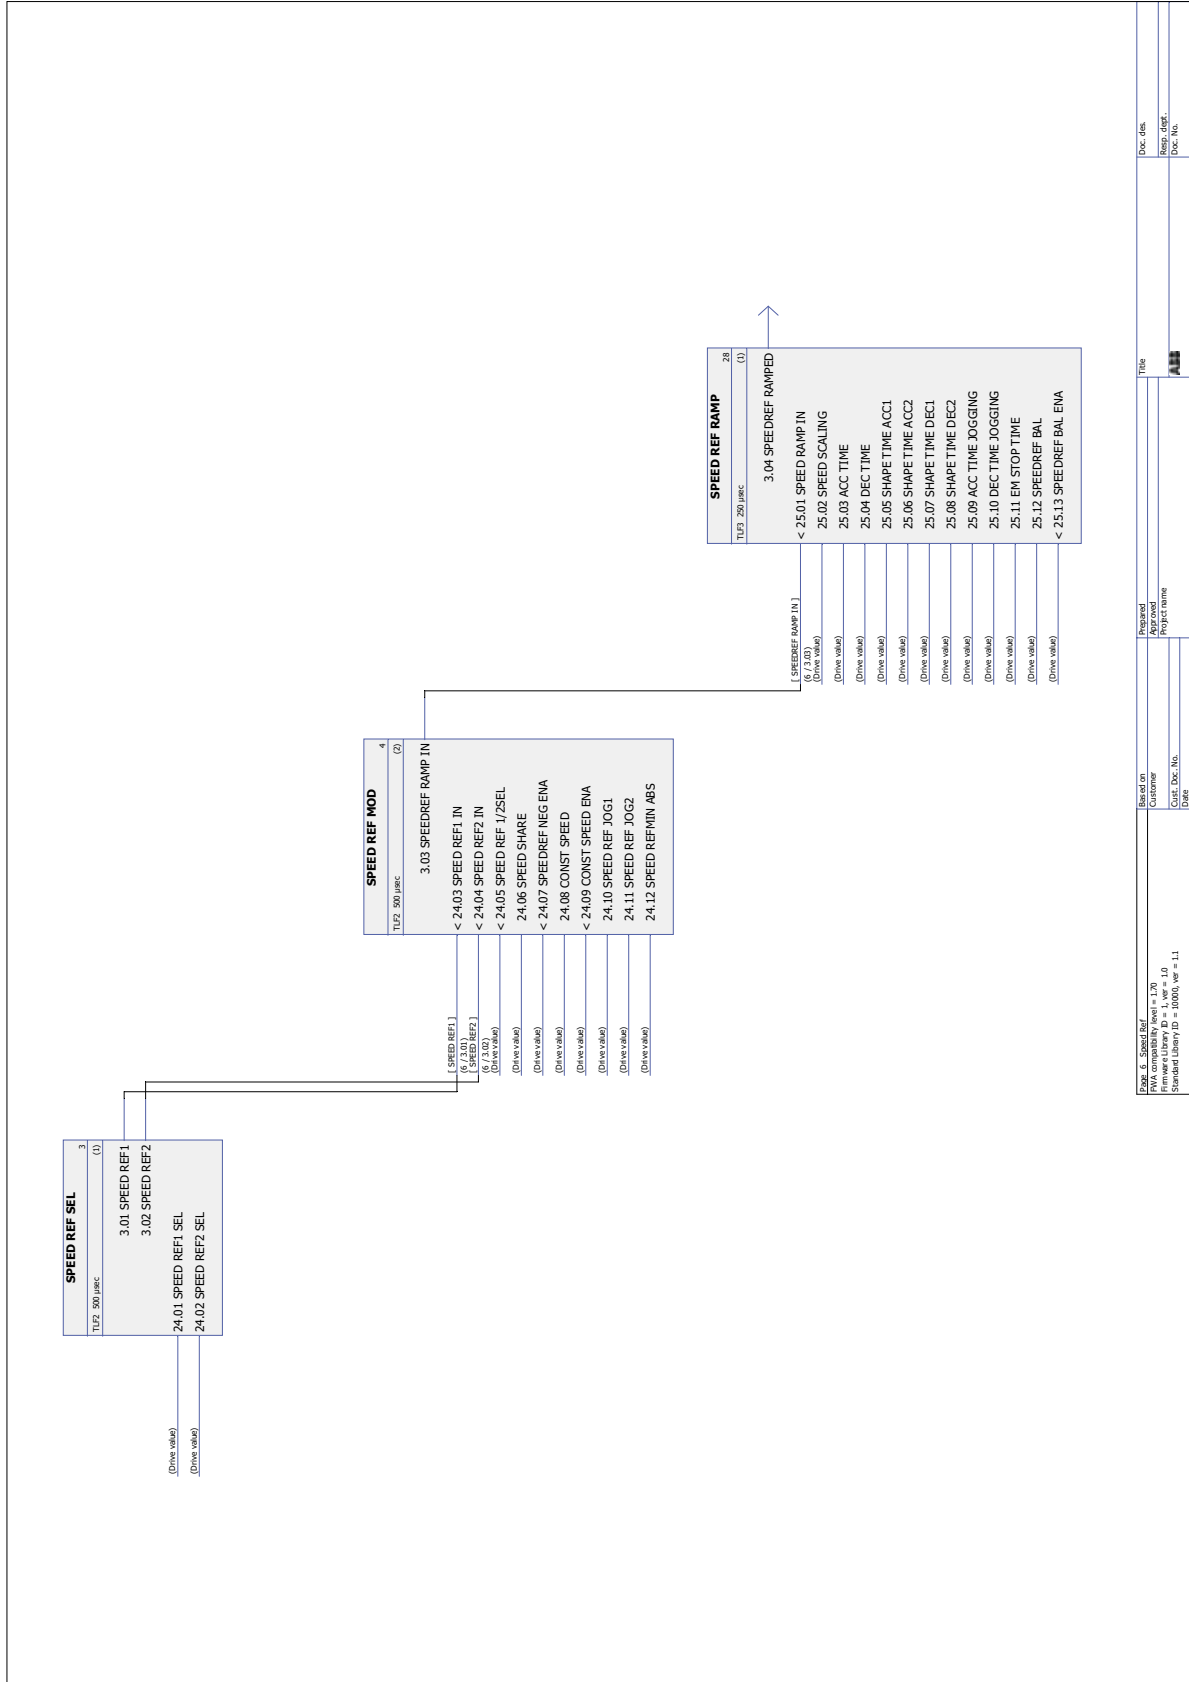 SPEED REF SEL
3
TLF2 500 µsec
(1)
3.01 SPEED REF1
3.02 SPEED REF2
24.01 SPEED REF1 SEL
24.02 SPEED REF2 SEL
(Drive value)
(Drive value)
SPEED REF MOD
4
TLF2 500 µsec
(2)
3.03 SPEEDREF RAMP IN
< 24.03 SPEED REF1 IN
< 24.04 SPEED REF2 IN
< 24.05 SPEED REF 1/2SEL
24.06 SPEED SHARE
< 24.07 SPEEDREF NEG ENA
24.08 CONST SPEED
< 24.09 CONST SPEED ENA
24.10 SPEED REF JOG1
24.11 SPEED REF JOG2
24.12 SPEED REFMIN ABS
[ SPEED REF1 ]
(6 / 3.01)
[ SPEED REF2 ]
(6 / 3.02)
(Drive value)
(Drive value)
(Drive value)
(Drive value)
(Drive value)
(Drive value)
(Drive value)
(Drive value)
SPEED REF RAMP
28
TLF3 250 µsec
(1)
3.04 SPEEDREF RAMPED
< 25.01 SPEED RAMP IN
25.02 SPEED SCALING
25.03 ACC TIME
25.04 DEC TIME
25.05 SHAPE TIME ACC1
25.06 SHAPE TIME ACC2
25.07 SHAPE TIME DEC1
25.08 SHAPE TIME DEC2
25.09 ACC TIME JOGGING
25.10 DEC TIME JOGGING
25.11 EM STOP TIME
25.12 SPEEDREF BAL
< 25.13 SPEEDREF BAL ENA
[ SPEEDREF RAMP IN ]
(6 / 3.03)
(Drive value)
(Drive value)
(Drive value)
(Drive value)
(Drive value)
(Drive value)
(Drive value)
(Drive value)
(Drive value)
(Drive value)
(Drive value)
(Drive value)
Page 6 Speed Ref
FWA compatibility level = 1.70
Firmware Library ID = 1, ver = 1.0
Standard Library ID = 10000, ver = 1.1
Based on
Customer
Cust. Doc. No.
Date
Prepared
Approved
Project name
Title
ABB
Doc. des.
Resp. dept.
Doc. No.